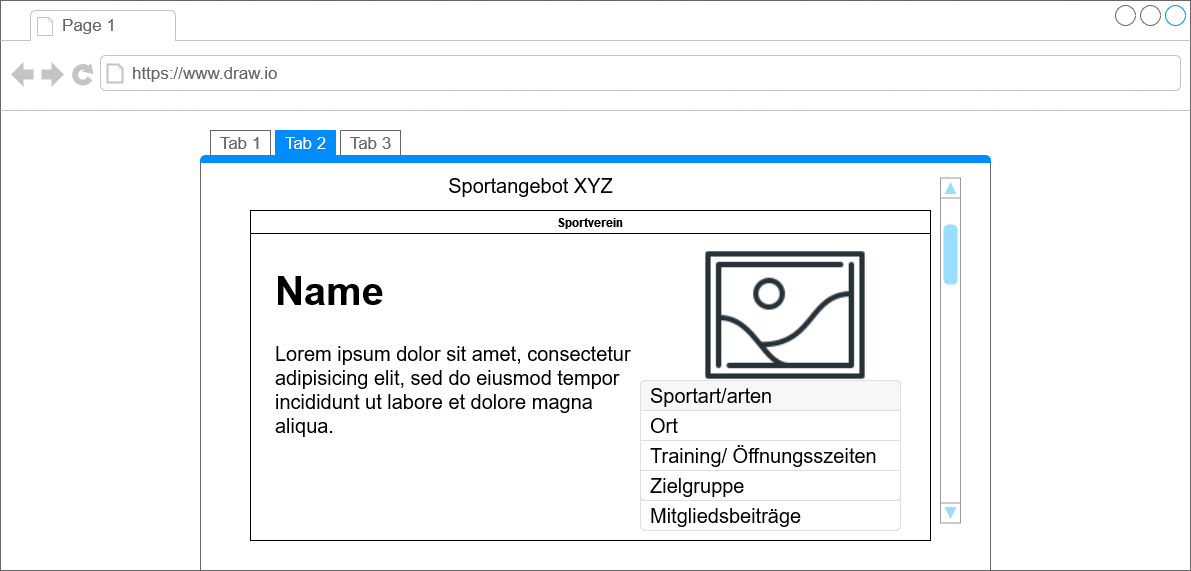 Page 1
https://www.draw.io
Tab 1 Tab 2 Tab 3
Sportangebot XYZ
Sportverein
Name
Lorem ipsum dolor sit amet, consectetur
adipisicing elit, sed do eiusmod tempor
incididunt ut labore et dolore magna
aliqua.
Sportart/arten
Ort
Training/ Öffnungsszeiten
Zielgruppe
Mitgliedsbeiträge